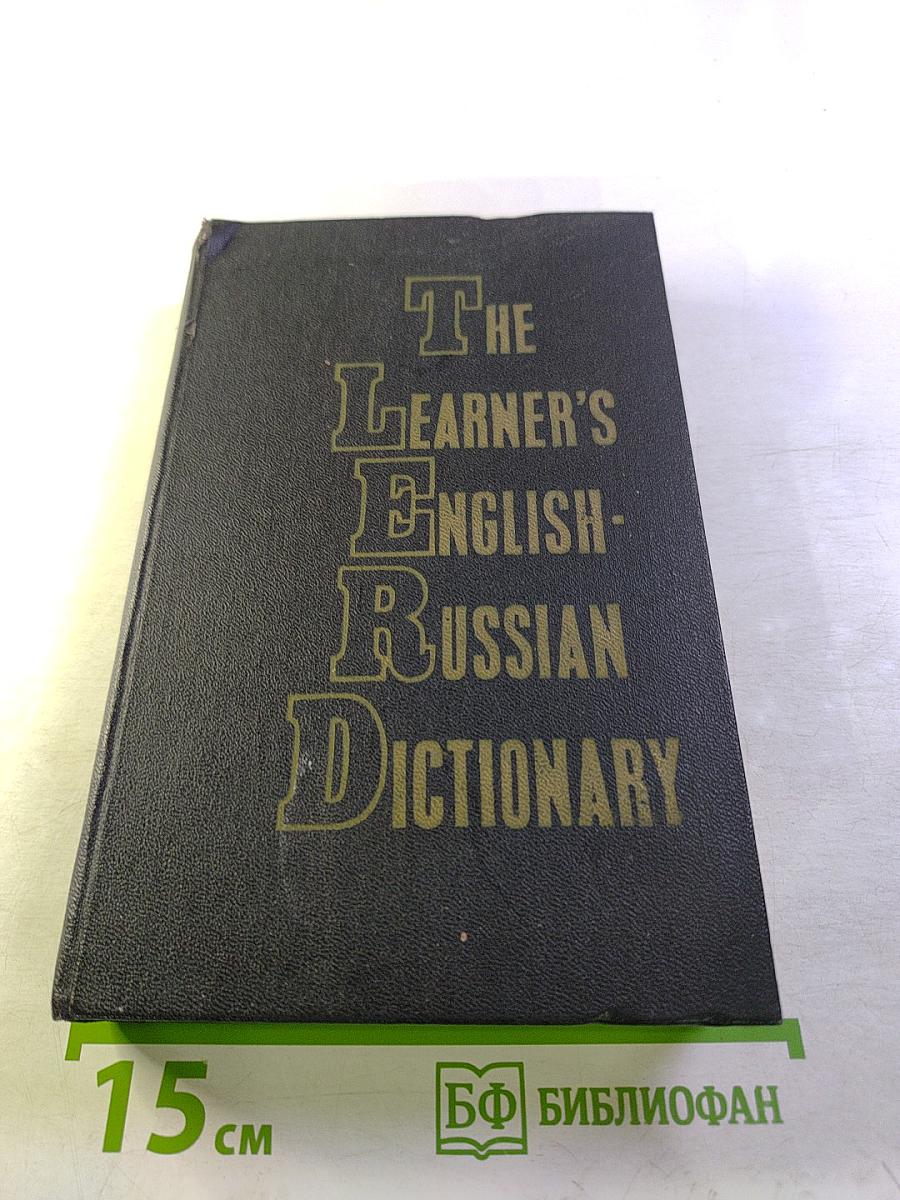 THE
LEARNER'S
ENGLISH-
RUSSIAN
DICTIONARY
15 см
БФ БИБЛИОФАН